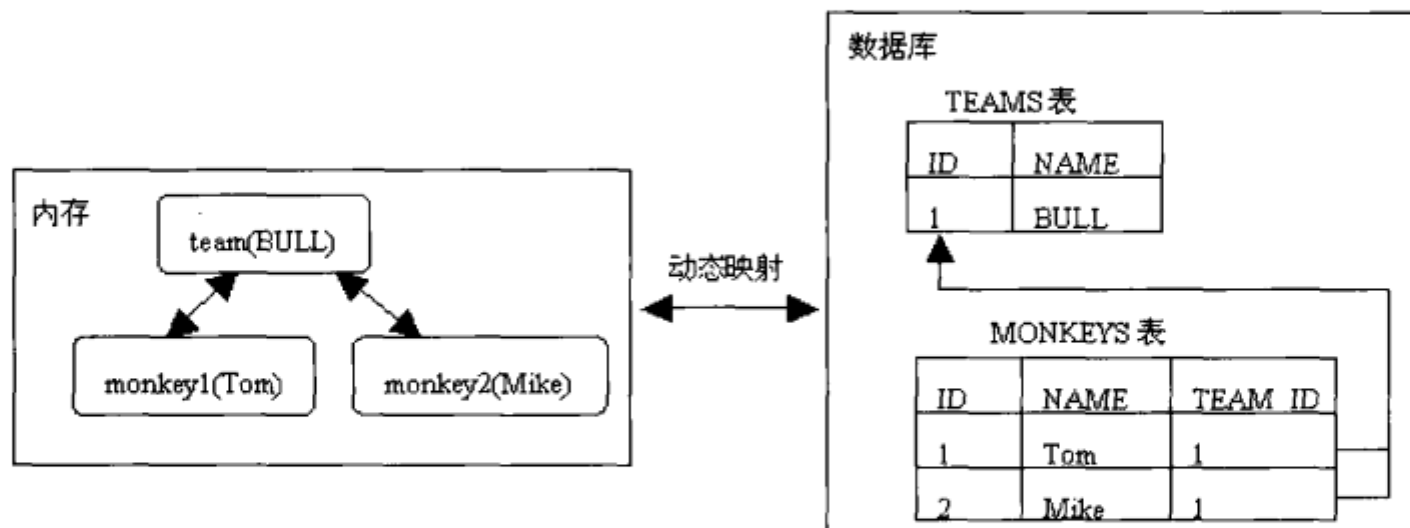 内存
team(BULL)
monkey1(Tom)
monkey2(Mike)
动态映射
数据库
TEAMS 表
ID NAME
1 BULL
MONKEYS 表
ID NAME TEAM_ID
1 Tom 1
2 Mike 1